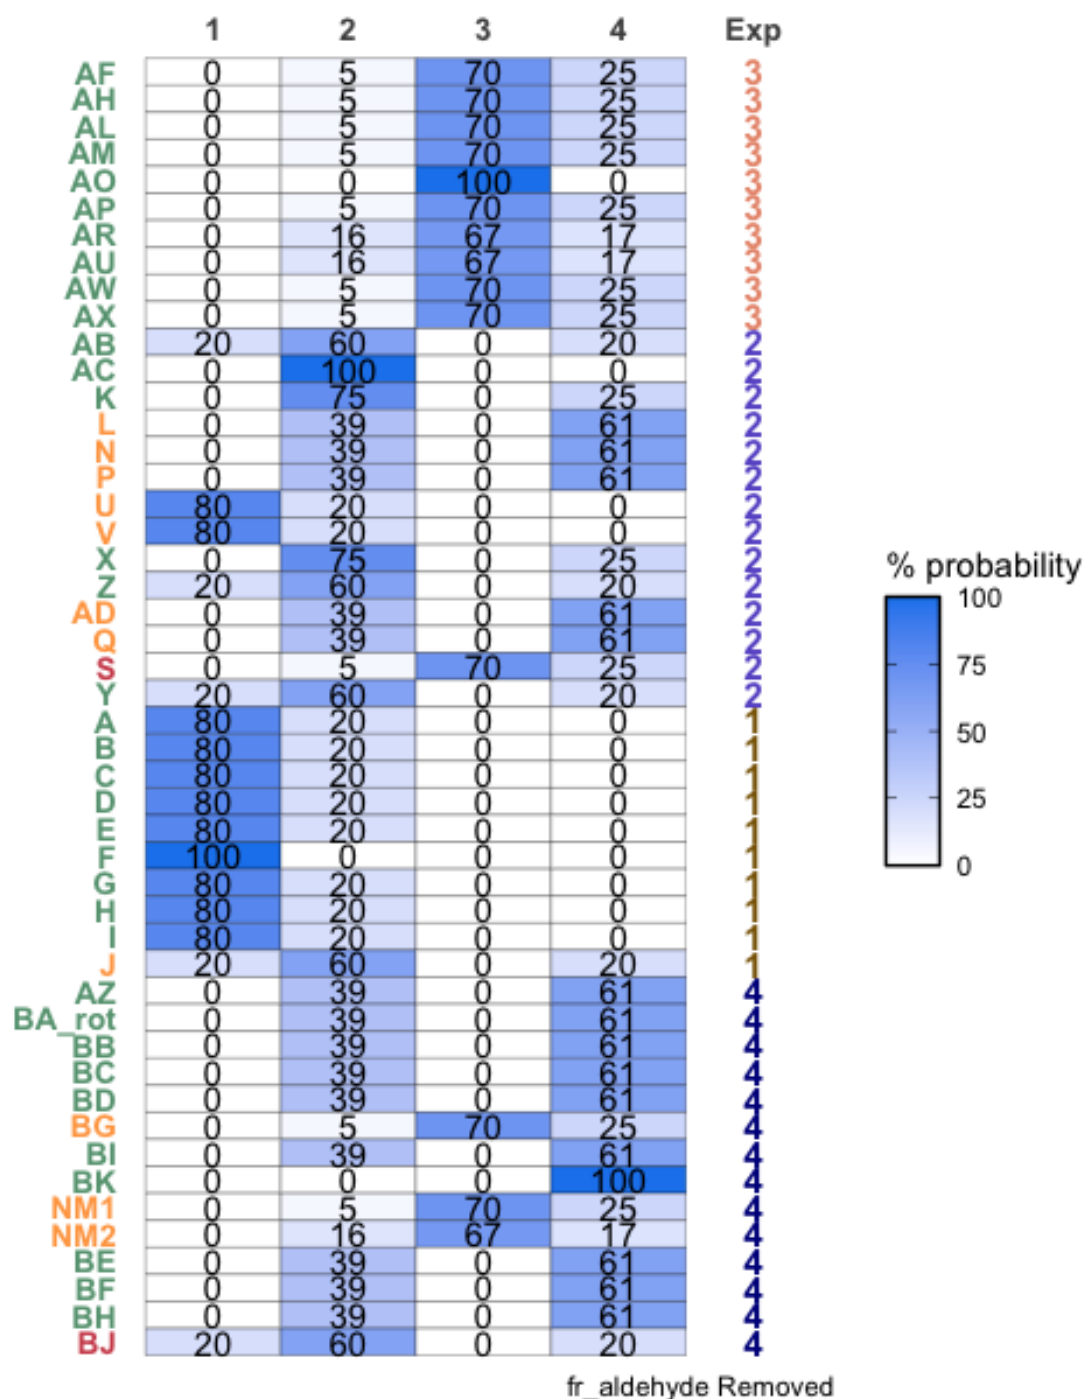 1 2 3 4 Exp
AF 0 5 70 25 3
AH 0 5 70 25 3
AL 0 5 70 25 3
AM 0 5 70 25 3
AO 0 0 100 0 3
AP 0 5 70 25 3
AR 0 16 67 17 3
AU 0 16 67 17 3
AW 0 5 70 25 3
AX 0 5 70 25 3
AB 20 60 0 20 2
AC 0 100 0 0 2
K 0 75 0 25 2
L 0 39 0 61 2
N 0 39 0 61 2
P 0 39 0 61 2
U 80 20 0 0 2
V 80 20 0 0 2
X 0 75 0 25 2
Z 20 60 0 20 2
AD 0 39 0 61 2
Q 0 39 0 61 2
S 0 5 70 25 2
Y 20 60 0 20 2
A 80 20 0 0 1
B 80 20 0 0 1
C 80 20 0 0 1
D 80 20 0 0 1
E 80 20 0 0 1
F 100 0 0 0 1
G 80 20 0 0 1
H 80 20 0 0 1
I 80 20 0 0 1
J 20 60 0 20 1
AZ 0 39 0 61 4
BA_rot 0 39 0 61 4
BB 0 39 0 61 4
BC 0 39 0 61 4
BD 0 39 0 61 4
BG 0 5 70 25 4
BI 0 39 0 61 4
BK 0 0 0 100 4
NM1 0 5 70 25 4
NM2 0 16 67 17 4
BE 0 39 0 61 4
BF 0 39 0 61 4
BH 0 39 0 61 4
BJ 20 60 0 20 4
% probability
100
75
50
25
0
fr_aldehyde Removed